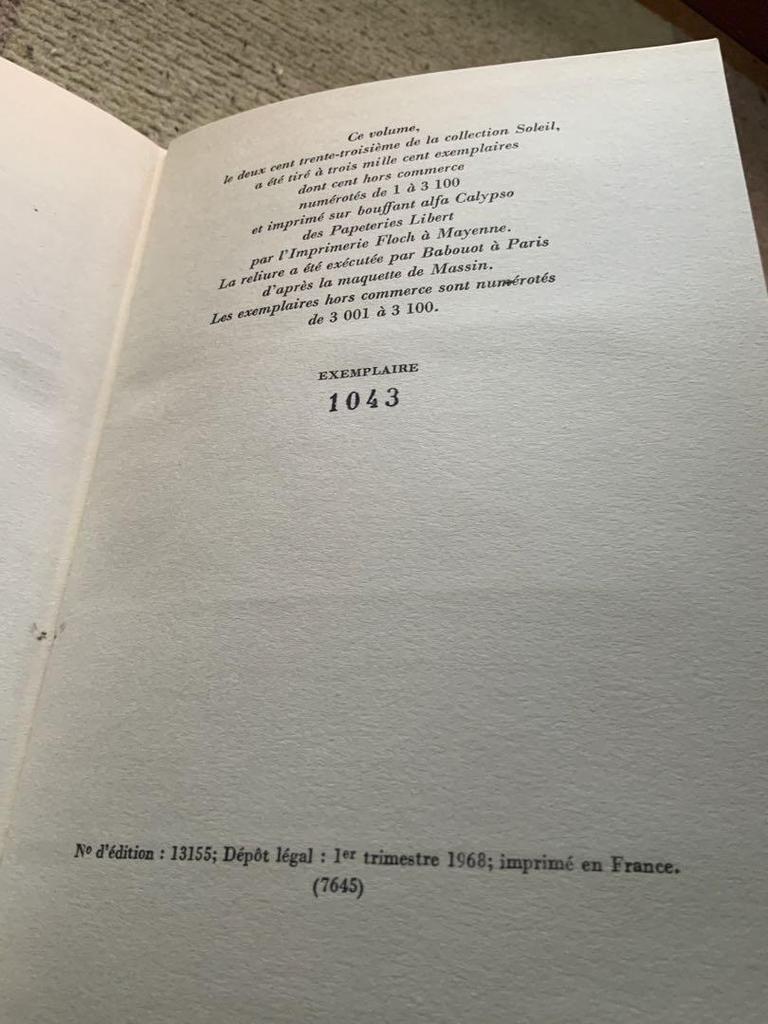 Ce volume,
le deux cent trente-troisième de la collection Soleil,
a été tiré à trois mille cent exemplaires
dont cent hors commerce
numérotés de 1 à 3 100
et imprimé sur bouffant alfa Calypso
des Papeteries Libert
par l'Imprimerie Floch à Mayenne.
La reliure a été exécutée par Babouot à Paris
d'après la maquette de Massin.
Les exemplaires hors commerce sont numérotés
de 3 001 à 3 100.
EXEMPLAIRE
1043
Nº d'édition : 13155; Dépôt légal : 1er trimestre 1968; imprimé en France.
(7645)